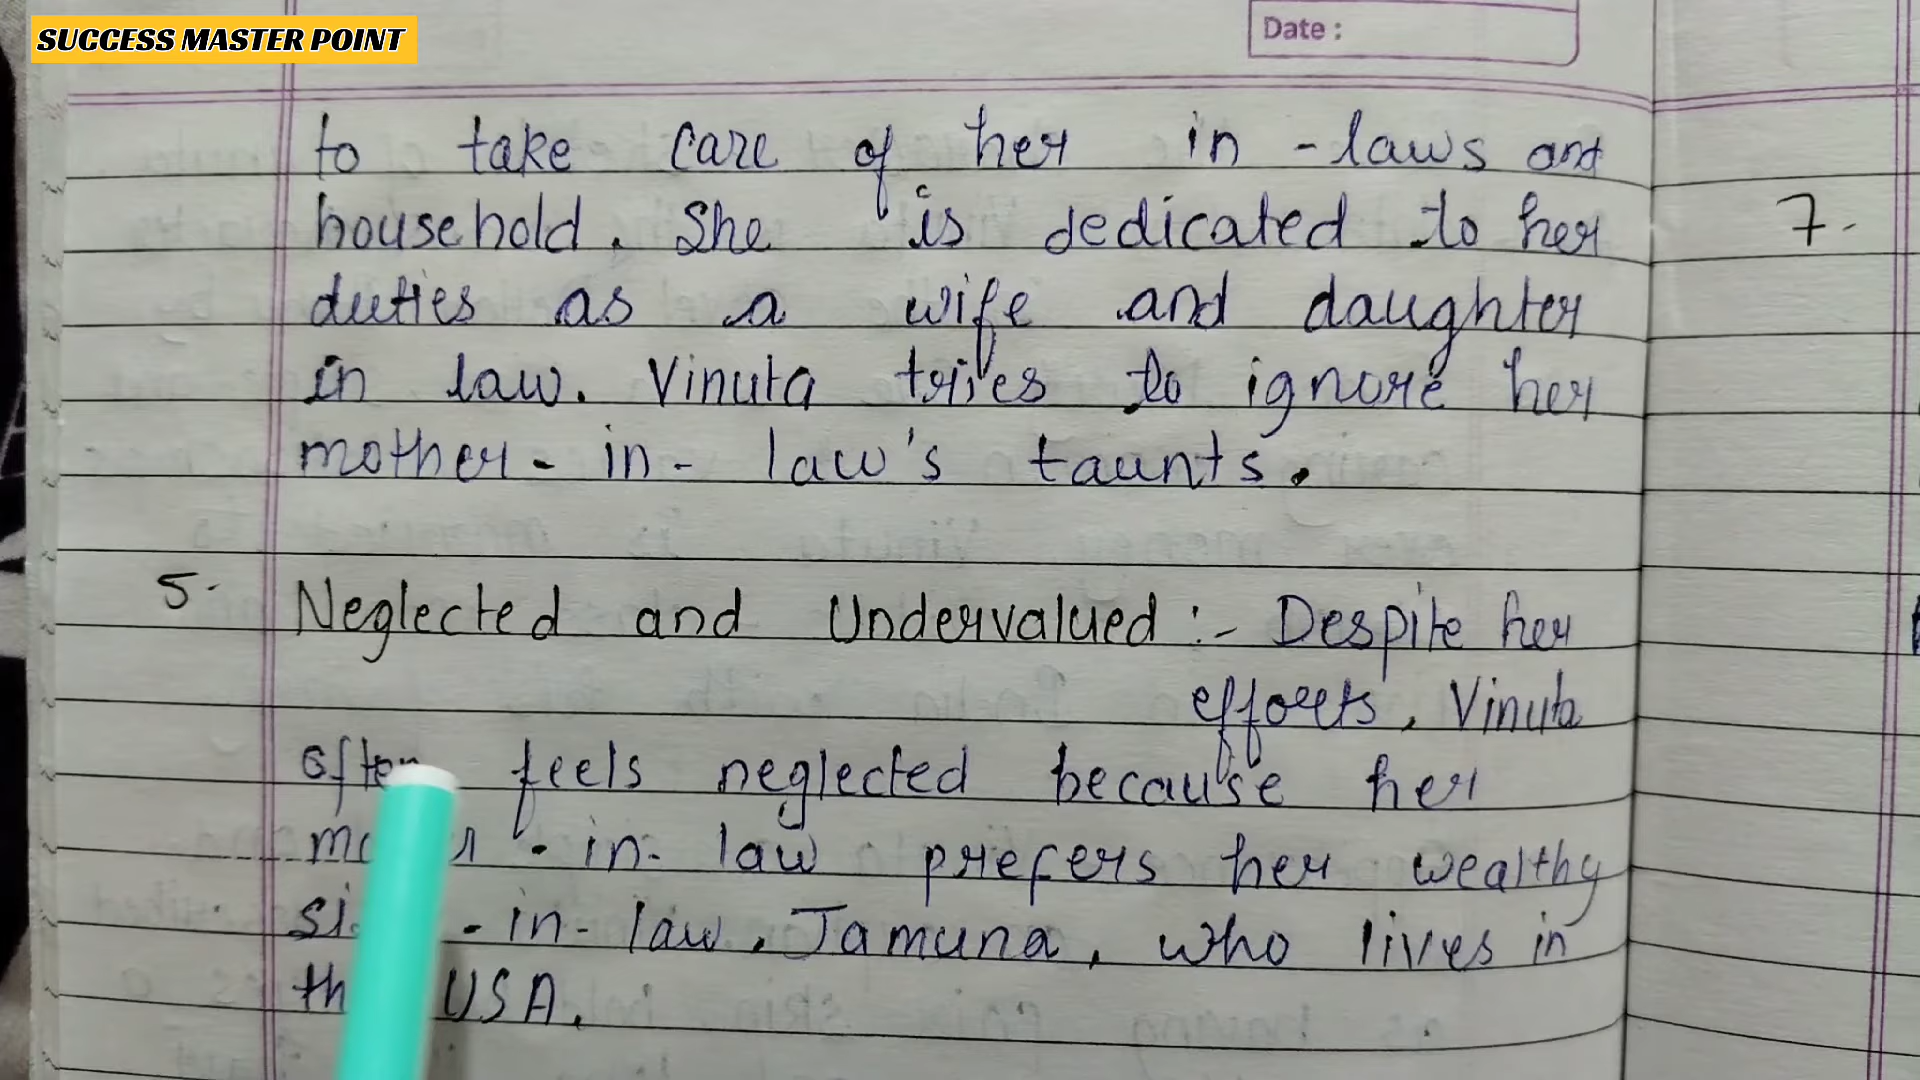 SUCCESS MASTER POINT
Date :
to take care of her in - laws and
household. She is dedicated to her
duties as a wife and daughter
in law. Vinuta tries to ignore her
mother - in - law's taunts.
7.
5. Neglected and Undervalued :- Despite her
efforts, Vinuta
often feels neglected because her
- in - law prefers her wealthy
- in - law, Jamuna, who lives in
USA.